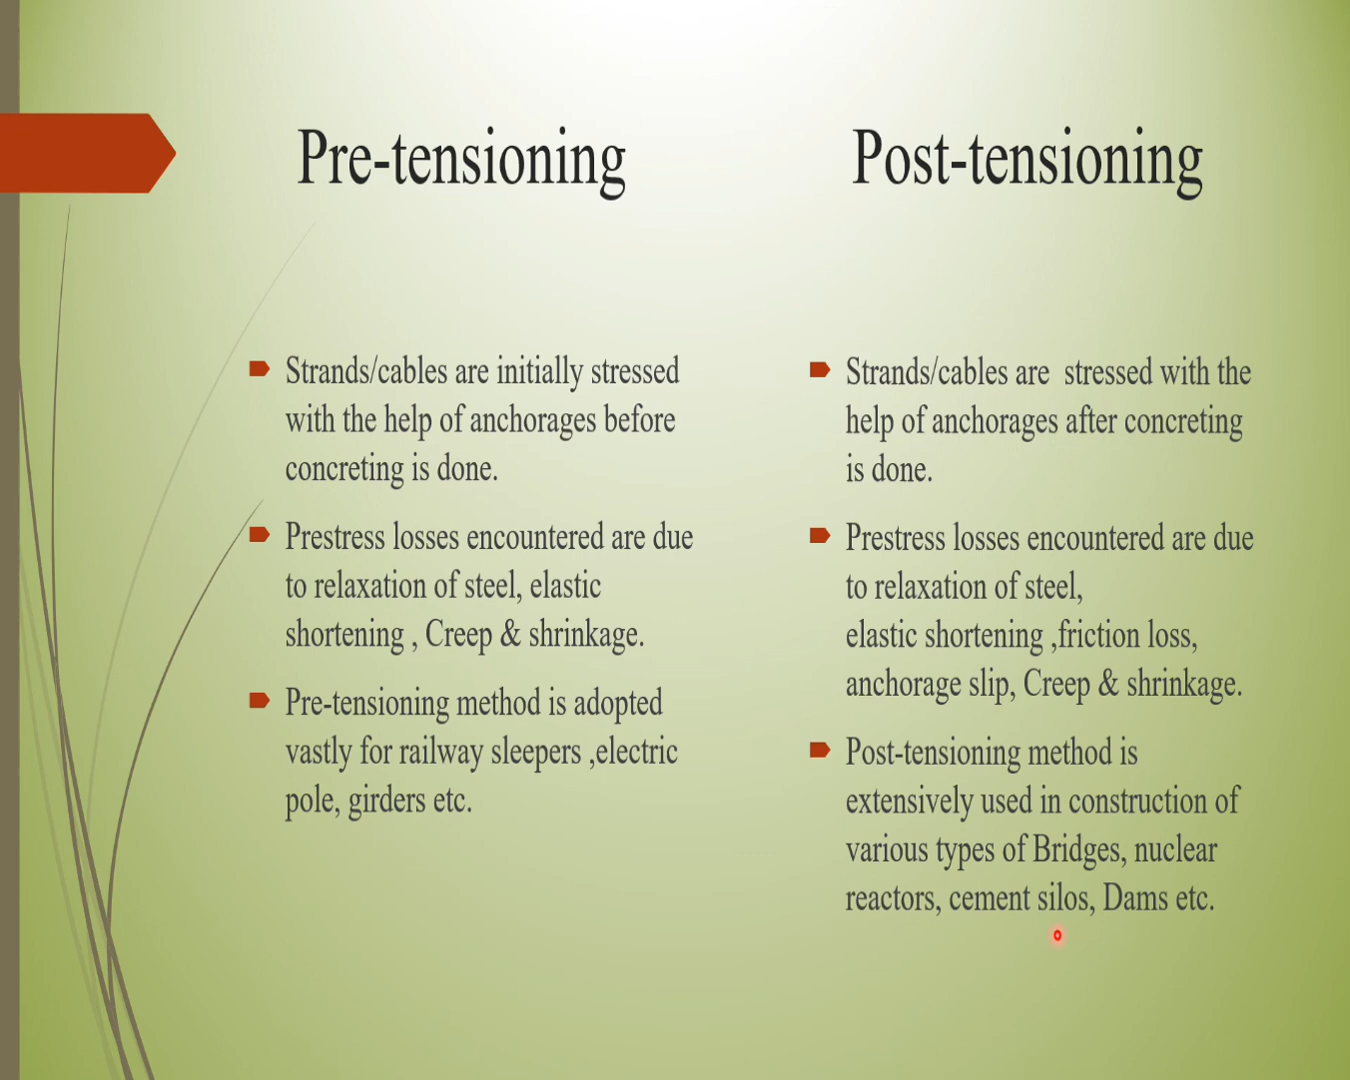 Pre-tensioning
Strands/cables are initially stressed
with the help of anchorages before
concreting is done.
Prestress losses encountered are due
to relaxation of steel, elastic
shortening , Creep & shrinkage.
Pre-tensioning method is adopted
vastly for railway sleepers ,electric
pole, girders etc.
Post-tensioning
Strands/cables are  stressed with the
help of anchorages after concreting
is done.
Prestress losses encountered are due
to relaxation of steel,
elastic shortening ,friction loss,
anchorage slip, Creep & shrinkage.
Post-tensioning method is
extensively used in construction of
various types of Bridges, nuclear
reactors, cement silos, Dams etc.